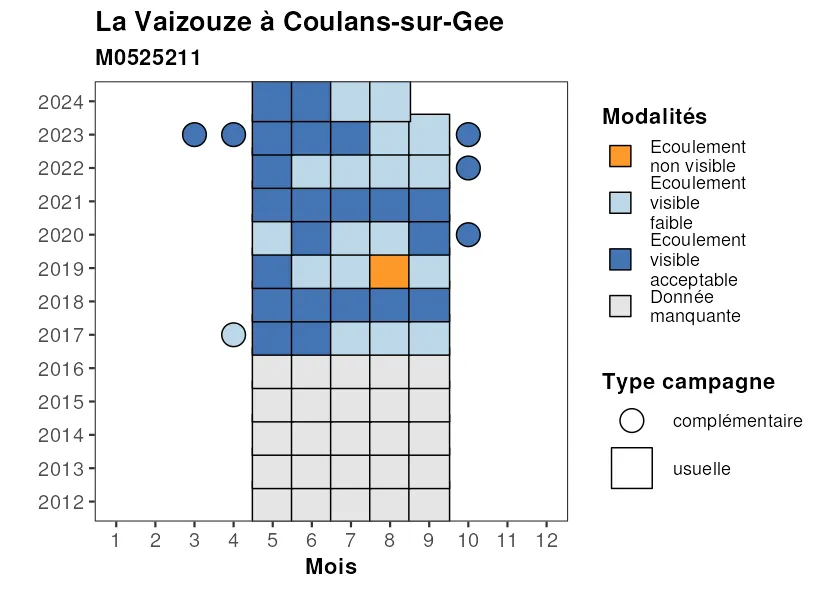 La Vaizouze à Coulans-sur-Gee
M0525211
2024
2023
2022
2021
2020
2019
2018
2017
2016
2015
2014
2013
2012
1 2 3 4 5 6 7 8 9 10 11 12
Mois
Modalités
Ecoulement
non visible
Ecoulement
visible
faible
Ecoulement
visible
acceptable
Donnée
manquante
Type campagne
complémentaire
usuelle